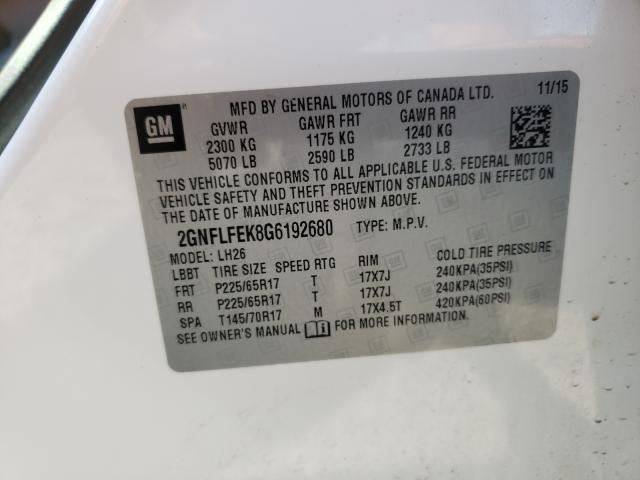 GM
MFD BY GENERAL MOTORS OF CANADA LTD. 11/15
GVWR GAWR FRT GAWR RR
2300 KG 1175 KG 1240 KG
5070 LB 2590 LB 2733 LB
THIS VEHICLE CONFORMS TO ALL APPLICABLE U.S. FEDERAL MOTOR
VEHICLE SAFETY AND THEFT PREVENTION STANDARDS IN EFFECT ON
THE DATE OF MANUFACTURE SHOWN ABOVE.
2GNFLFEK8G6192680 TYPE: M.P.V.
MODEL: LH26
LBBT TIRE SIZE SPEED RTG RIM COLD TIRE PRESSURE
FRT P225/65R17 T 17X7J 240KPA(35PSI)
RR P225/65R17 T 17X7J 240KPA(35PSI)
SPA T145/70R17 M 17X4.5T 420KPA(60PSI)
SEE OWNER'S MANUAL FOR MORE INFORMATION.